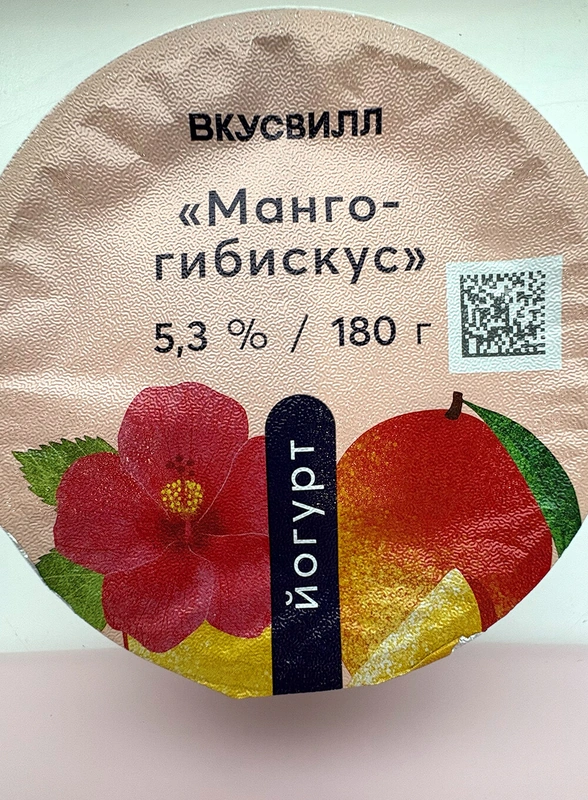 ВКУСВИЛЛ
«Манго-
гибискус»
5,3 % / 180 г
йогурт